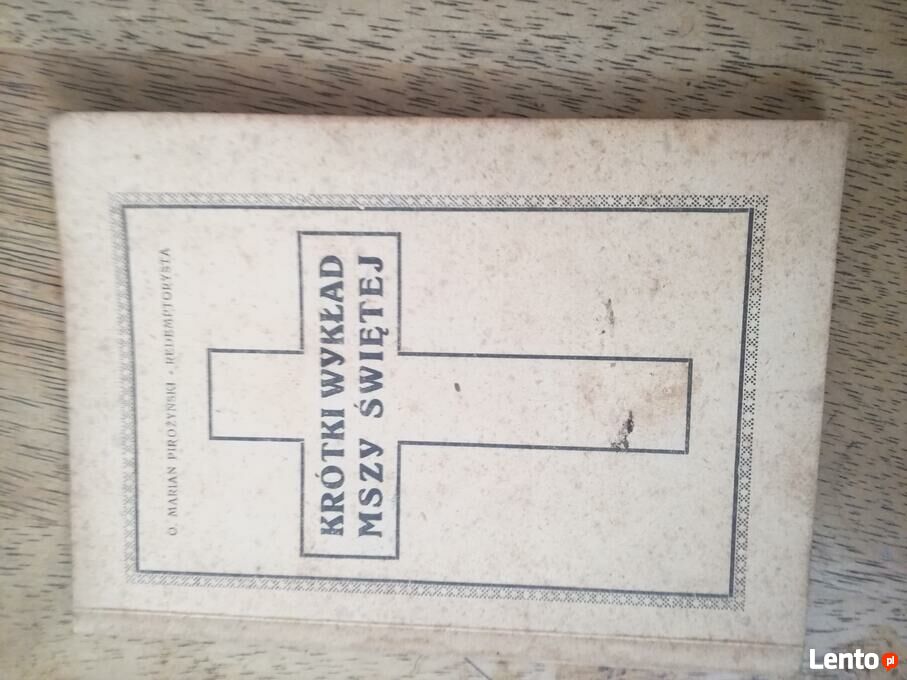 O. MARIAN PIROŻYŃSKI • REDEMPTORYSTA
KRÓTKI WYKŁAD
MSZY ŚWIĘTEJ
Lento.pl